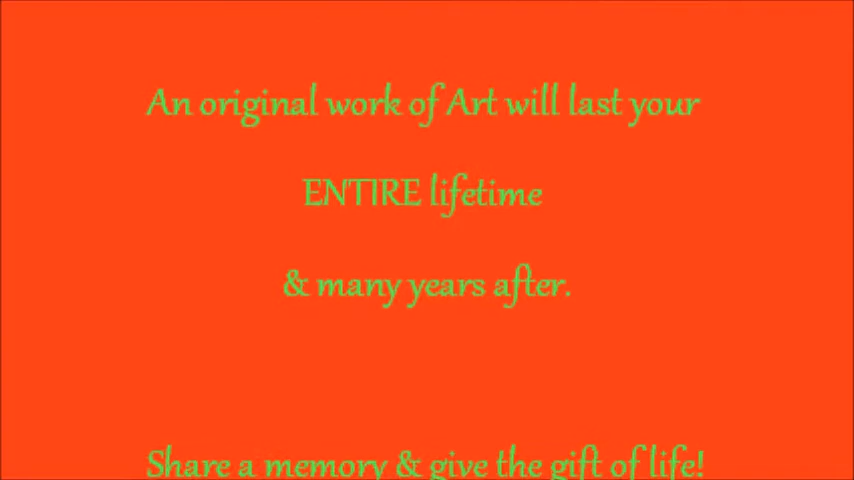 An original work of Art will last your
ENTIRE lifetime
& many years after.
Share a memory & give the gift of life!